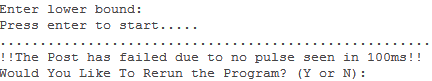 Enter lower bound:
Press enter to start.....
......................................................
!!The Post has failed due to no pulse seen in 100ms!!
Would You Like To Rerun the Program? (Y or N):